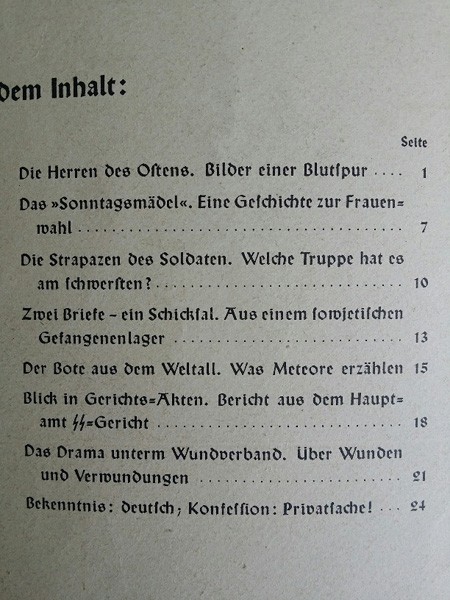 dem Inhalt:
Seite
Die Herren des Ostens. Bilder einer Blutspur .... 1
Das »Sonntagsmädel«. Eine Geschichte zur Frauen=
wahl .................................... 7
Die Strapazen des Soldaten. Welche Truppe hat es
am schwersten? ........................... 10
Zwei Briefe – ein Schicksal. Aus einem sowjetischen
Gefangenenlager ........................ 13
Der Bote aus dem Weltall. Was Meteore erzählen 15
Blick in Gerichts=Akten. Bericht aus dem Haupt=
amt SS=Gericht ......................... 18
Das Drama unterm Wundverband. Über Wunden
und Verwundungen ..................... 21
Bekenntnis: deutsch; Konfession: Privatsache! ... 24